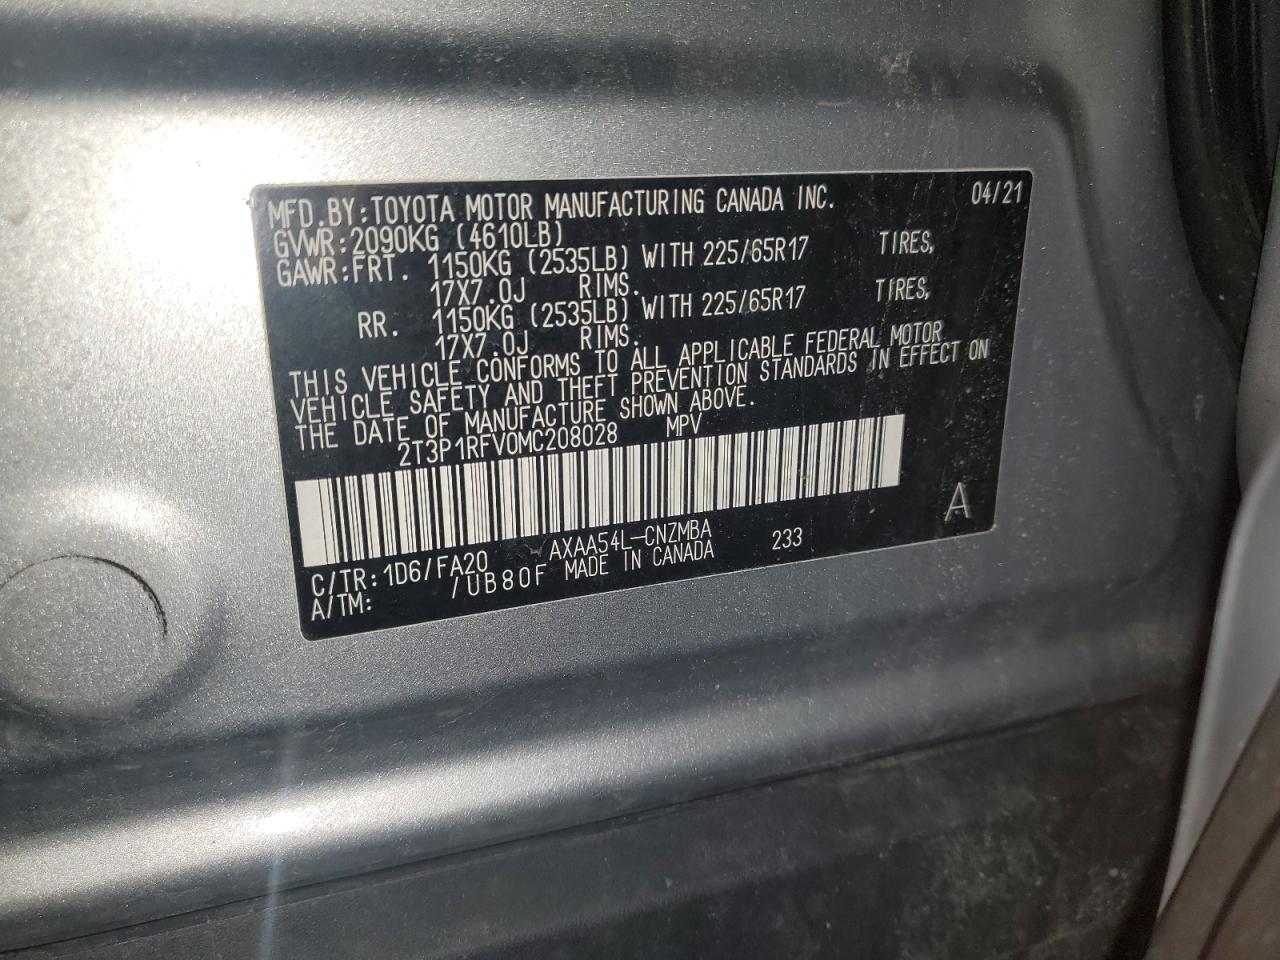 MFD.BY:TOYOTA MOTOR MANUFACTURING CANADA INC. 04/21
GVWR:2090KG (4610LB)
GAWR:FRT. 1150KG (2535LB) WITH 225/65R17 TIRES,
17X7.0J RIMS.
RR. 1150KG (2535LB) WITH 225/65R17 TIRES,
17X7.0J RIMS.
THIS VEHICLE CONFORMS TO ALL APPLICABLE FEDERAL MOTOR
VEHICLE SAFETY AND THEFT PREVENTION STANDARDS IN EFFECT ON
THE DATE OF MANUFACTURE SHOWN ABOVE.
2T3P1RFV0MC208028 MPV
A
C/TR:1D6/FA20 AXAA54L-CNZMBA 233
A/TM: /UB80F MADE IN CANADA